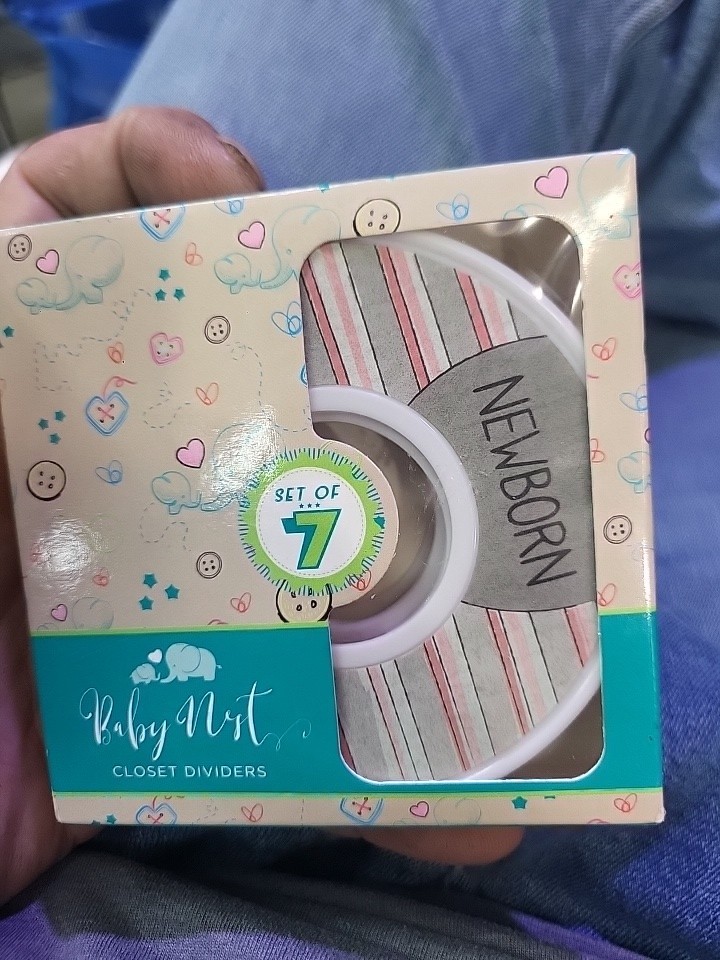 NEWBORN
SET OF
7
Baby Nest
CLOSET DIVIDERS